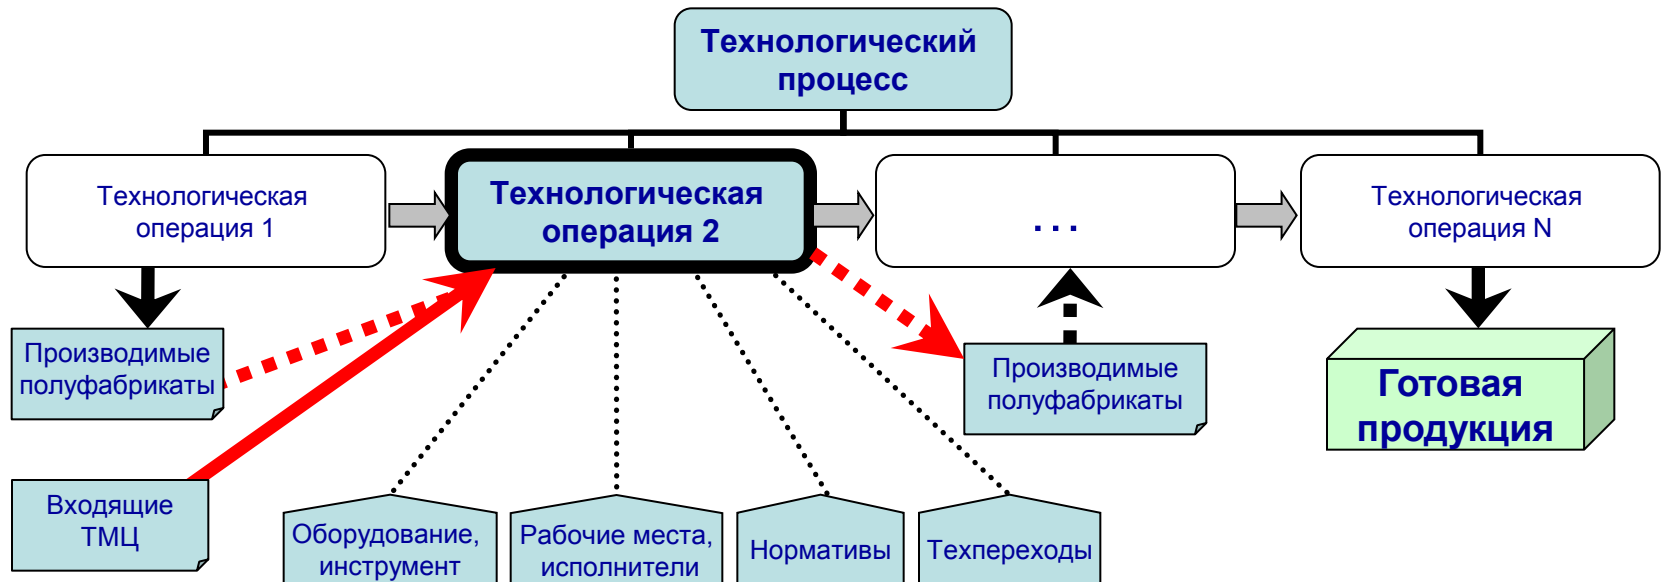 Технологический
процесс
Технологическая
операция 1
Технологическая
операция 2
...
Технологическая
операция N
Производимые
полуфабрикаты
Производимые
полуфабрикаты
Готовая
продукция
Входящие
ТМЦ
Оборудование,
инструмент
Рабочие места,
исполнители
Нормативы
Техпереходы